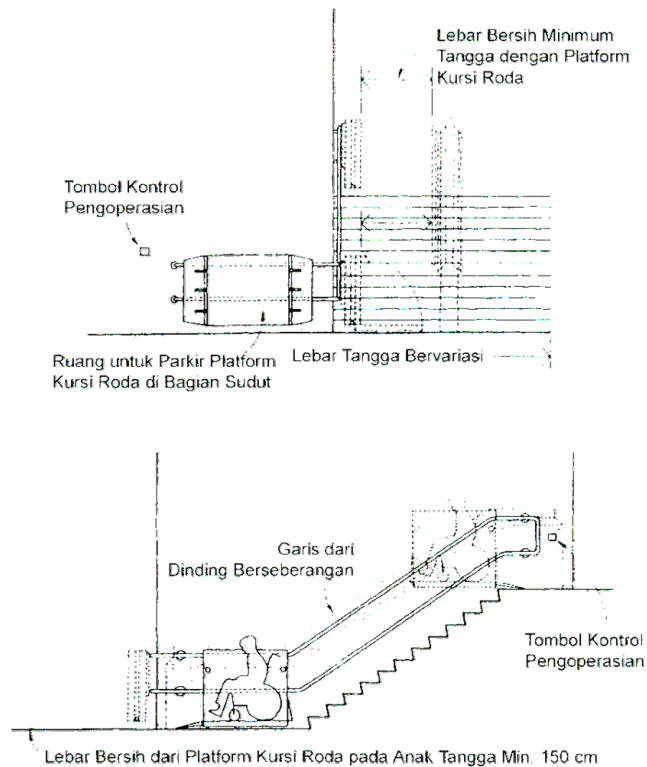 Lebar Bersih Minimum
Tangga dengan Platform
Kursi Roda
Tombol Kontrol
Pengoperasian
Ruang untuk Parkir Platform
Kursi Roda di Bagian Sudut
Lebar Tangga Bervariasi
Garis dari
Dinding Berseberangan
Tombol Kontrol
Pengoperasian
Lebar Bersih dari Platform Kursi Roda pada Anak Tangga Min. 150 cm